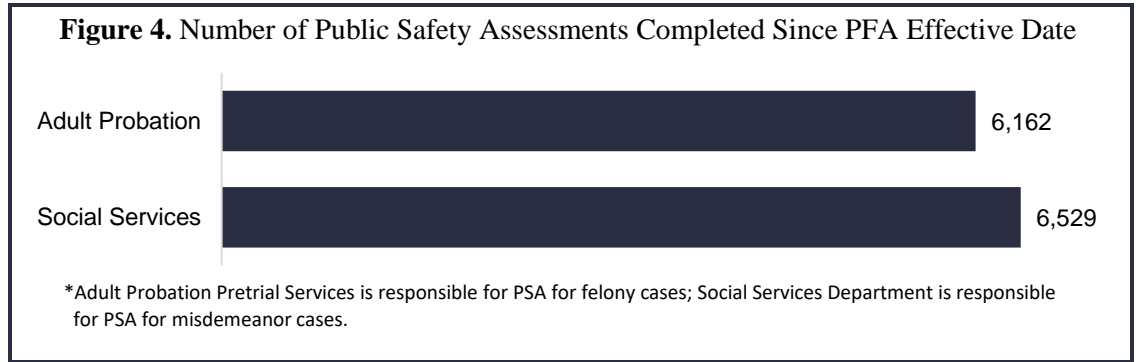 Figure 4. Number of Public Safety Assessments Completed Since PFA Effective Date
Adult Probation 6,162
Social Services 6,529
*Adult Probation Pretrial Services is responsible for PSA for felony cases; Social Services Department is responsible
for PSA for misdemeanor cases.